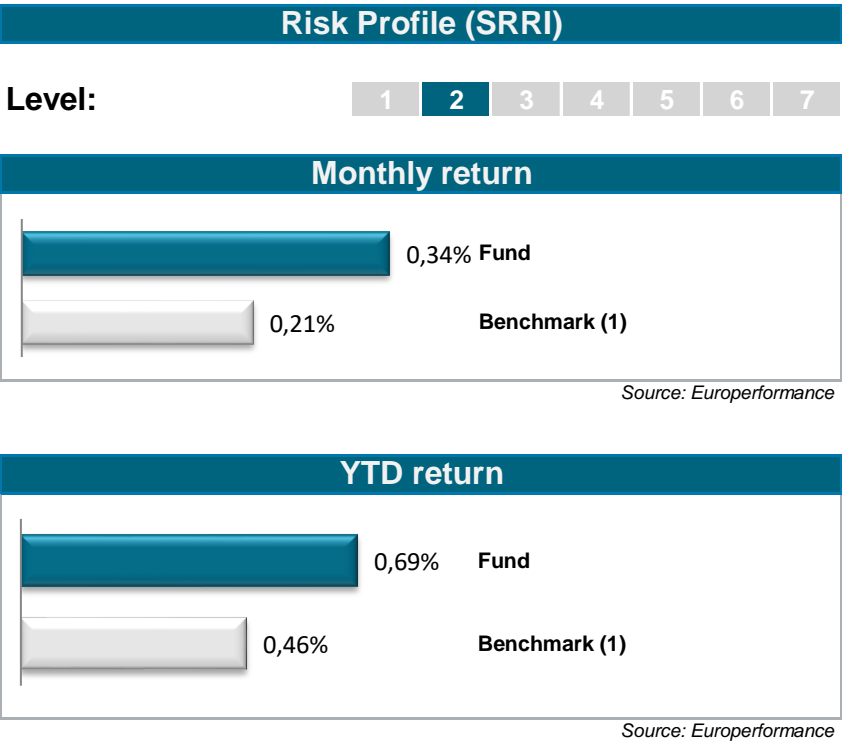 Risk Profile (SRRI)
Level: 1 2 3 4 5 6 7
Monthly return
0,34% Fund
0,21% Benchmark (1)
Source: Europerformance
YTD return
0,69% Fund
0,46% Benchmark (1)
Source: Europerformance